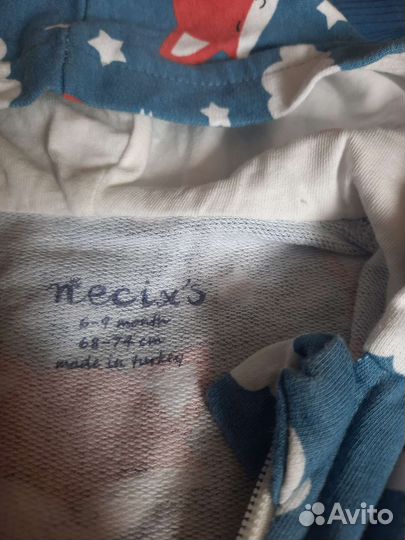 necix's
6-9 month
68-74 cm
made in turkey
Avito